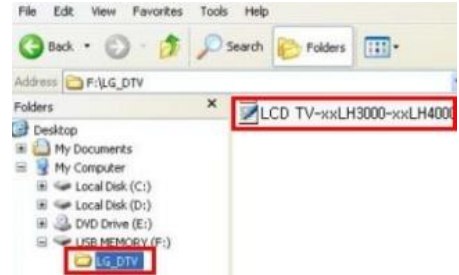 File Edit View Favorites Tools Help
Back Search Folders
Address F:\LG_DTV
Folders x
LCD TV-xxLH3000-xxLH4000
Desktop
My Documents
My Computer
Local Disk (C:)
Local Disk (D:)
DVD Drive (E:)
USB MEMORY (F:)
LG_DTV